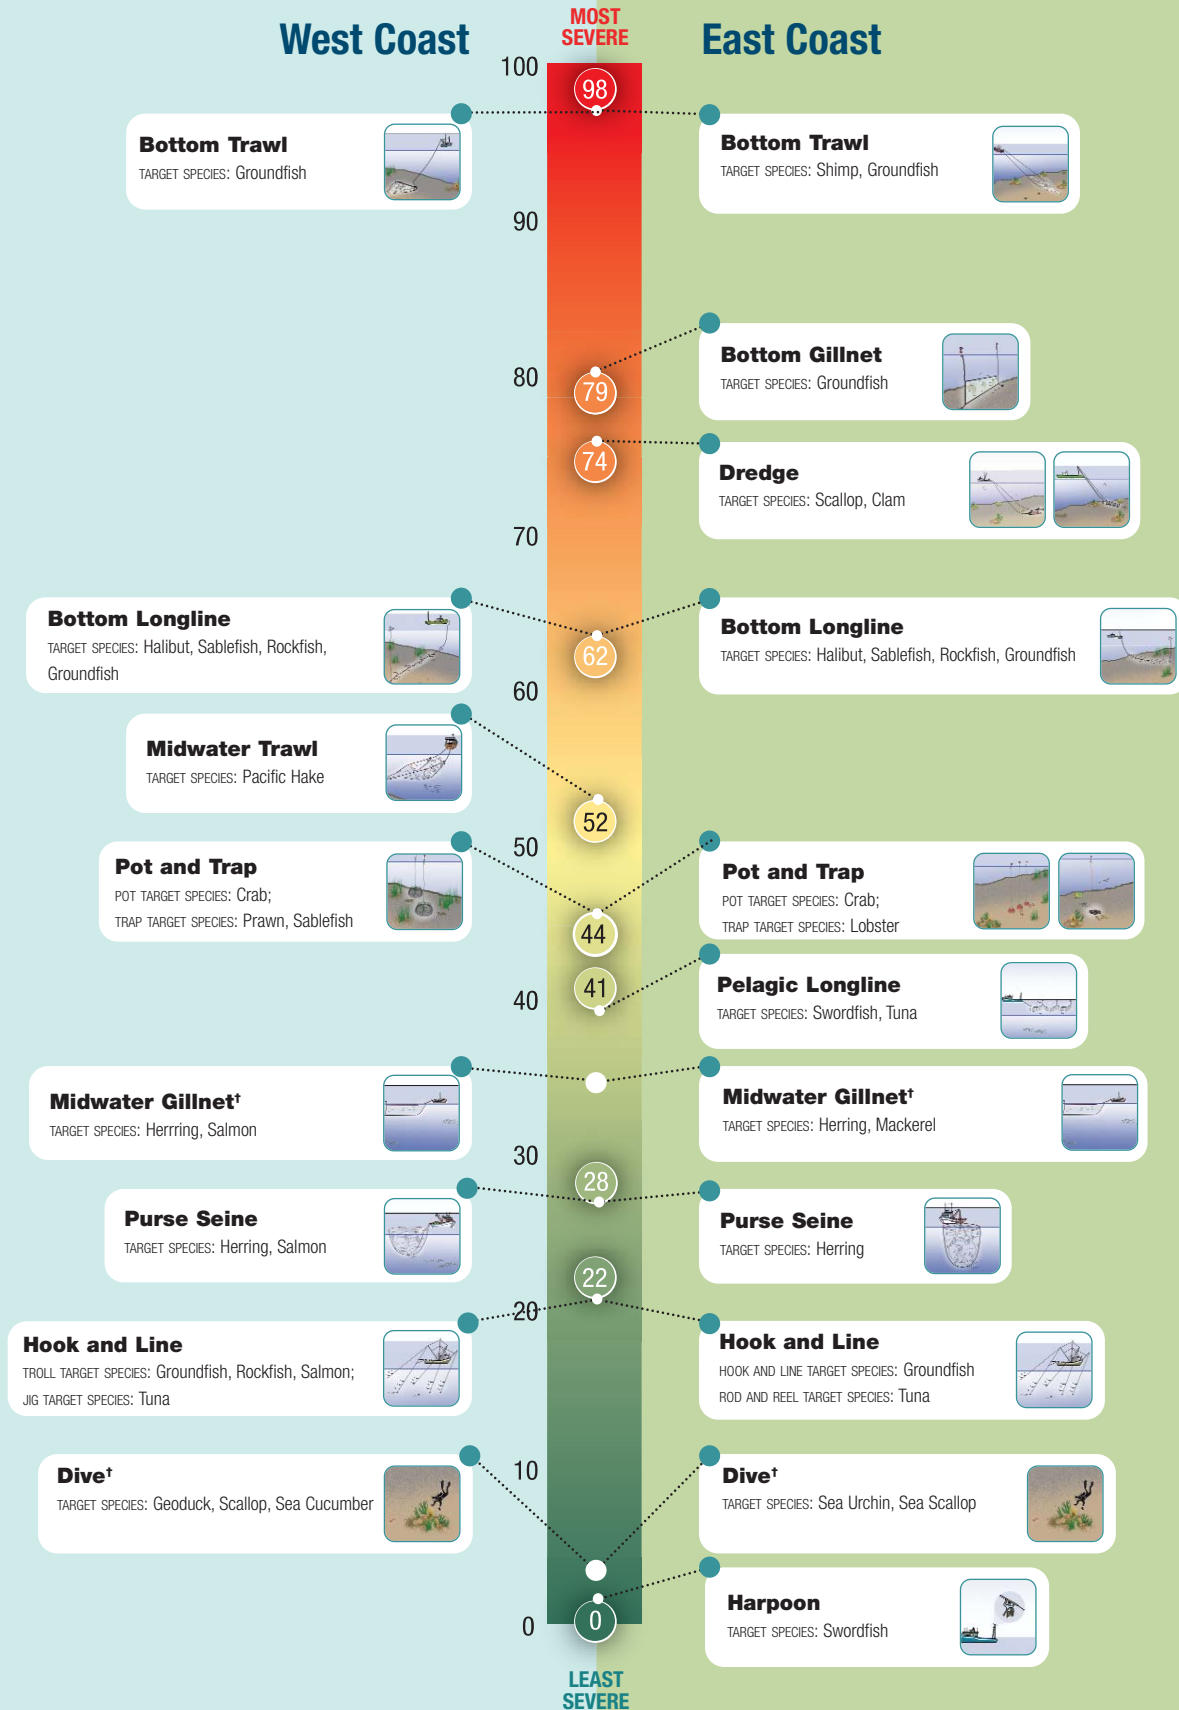 West Coast
MOST
SEVERE
East Coast
100
98
Bottom Trawl
TARGET SPECIES: Groundfish
Bottom Trawl
TARGET SPECIES: Shimp, Groundfish
90
Bottom Gillnet
TARGET SPECIES: Groundfish
80
79
74
Dredge
TARGET SPECIES: Scallop, Clam
70
Bottom Longline
TARGET SPECIES: Halibut, Sablefish, Rockfish,
Groundfish
62
Bottom Longline
TARGET SPECIES: Halibut, Sablefish, Rockfish, Groundfish
60
Midwater Trawl
TARGET SPECIES: Pacific Hake
52
50
Pot and Trap
POT TARGET SPECIES: Crab;
TRAP TARGET SPECIES: Prawn, Sablefish
44
Pot and Trap
POT TARGET SPECIES: Crab;
TRAP TARGET SPECIES: Lobster
41
40
Pelagic Longline
TARGET SPECIES: Swordfish, Tuna
Midwater Gillnet†
TARGET SPECIES: Herrring, Salmon
Midwater Gillnet†
TARGET SPECIES: Herring, Mackerel
30
28
Purse Seine
TARGET SPECIES: Herring, Salmon
Purse Seine
TARGET SPECIES: Herring
22
20
Hook and Line
TROLL TARGET SPECIES: Groundfish, Rockfish, Salmon;
JIG TARGET SPECIES: Tuna
Hook and Line
HOOK AND LINE TARGET SPECIES: Groundfish
ROD AND REEL TARGET SPECIES: Tuna
10
Dive†
TARGET SPECIES: Geoduck, Scallop, Sea Cucumber
Dive†
TARGET SPECIES: Sea Urchin, Sea Scallop
0
0
Harpoon
TARGET SPECIES: Swordfish
LEAST
SEVERE